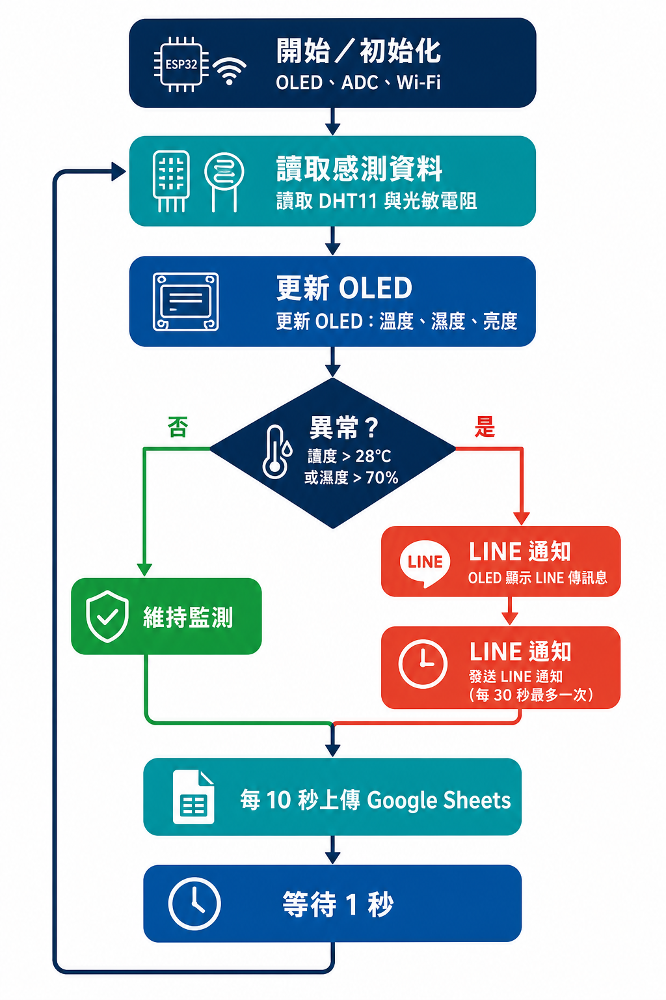 ESP32
開始／初始化
OLED、ADC、Wi-Fi
讀取感測資料
讀取 DHT11 與光敏電阻
更新 OLED
更新 OLED：溫度、濕度、亮度
否
異常？
是
讀度 > 28°C
或濕度 > 70%
LINE
LINE 通知
OLED 顯示 LINE 傳訊息
維持監測
LINE 通知
發送 LINE 通知
（每 30 秒最多一次）
每 10 秒上傳 Google Sheets
等待 1 秒